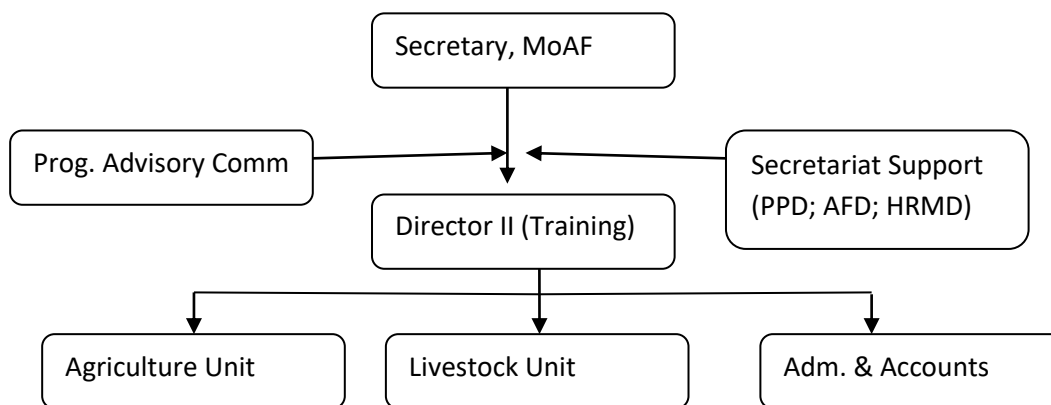 Secretary, MoAF
Prog. Advisory Comm
Secretariat Support
(PPD; AFD; HRMD)
Director II (Training)
Agriculture Unit
Livestock Unit
Adm. & Accounts